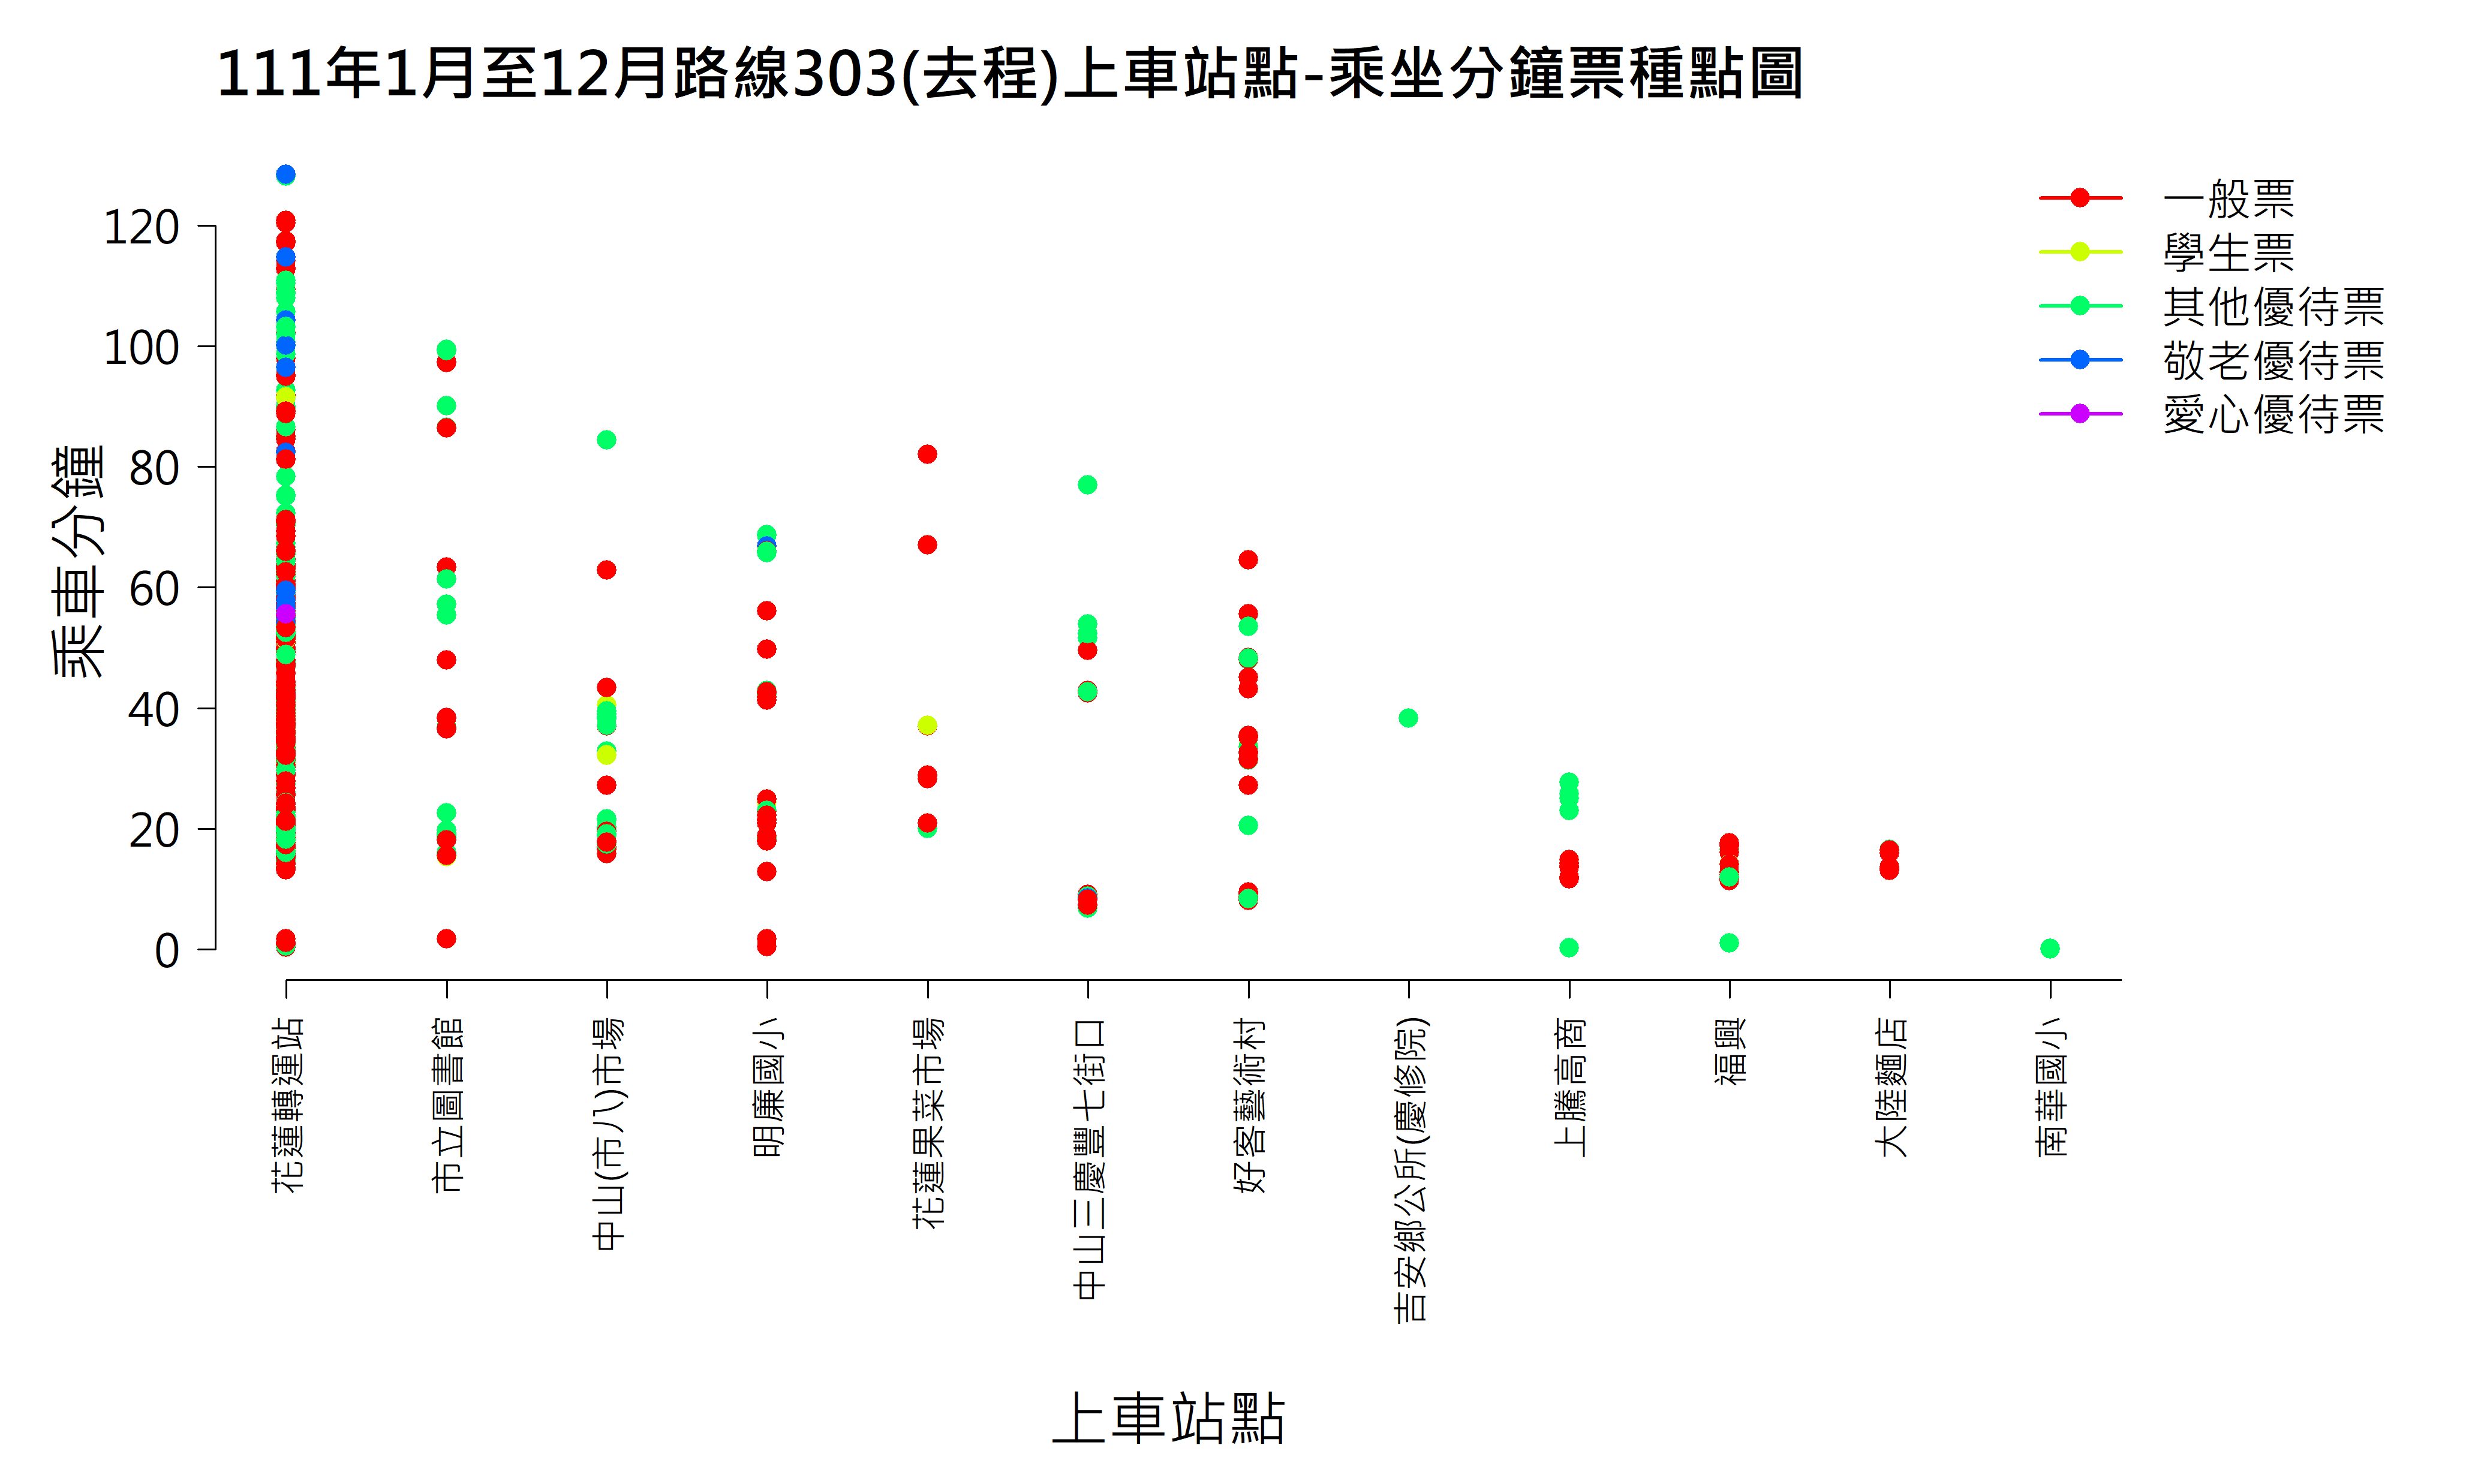 111年1月至12月路線303(去程)上車站點-乘坐分鐘票種點圖
一般票
學生票
其他優待票
敬老優待票
愛心優待票
乘車分鐘
120
100
80
60
40
20
0
花蓮轉運站
市立圖書館
中山(市八)市場
明廉國小
花蓮果菜市場
中山三慶豐七街口
好客藝術村
吉安鄉公所(慶修院)
上騰高商
福興
大陸麵店
南華國小
上車站點